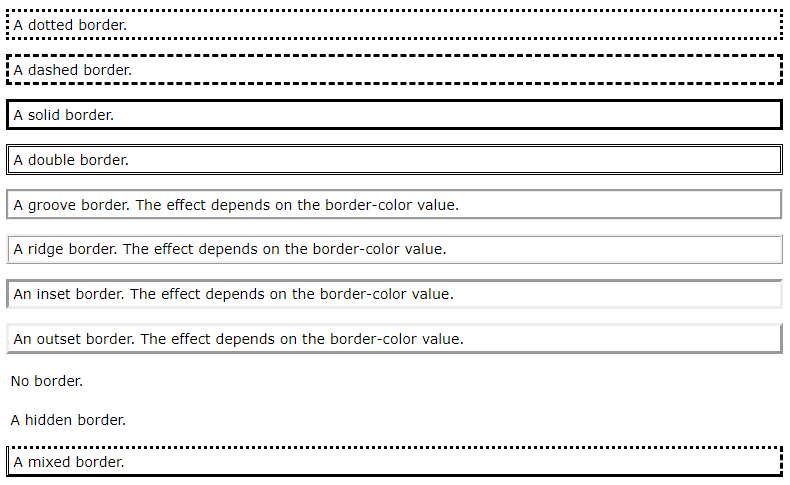 A dotted border.
A dashed border.
A solid border.
A double border.
A groove border. The effect depends on the border-color value.
A ridge border. The effect depends on the border-color value.
An inset border. The effect depends on the border-color value.
An outset border. The effect depends on the border-color value.
No border.
A hidden border.
A mixed border.